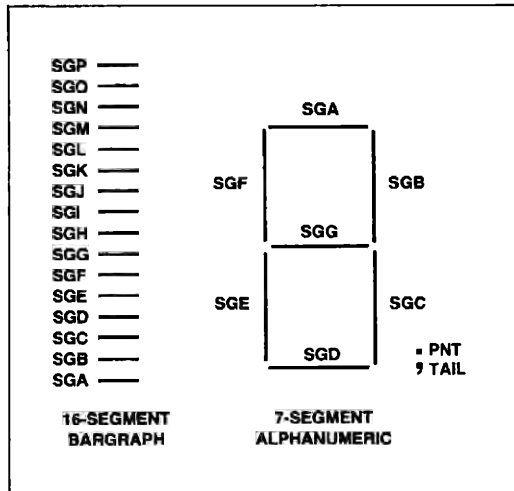 SGP
SGO
SGN
SGM
SGL
SGK
SGJ
SGI
SGH
SGG
SGF
SGE
SGD
SGC
SGB
SGA
16-SEGMENT
BARGRAPH
SGA
SGF
SGB
SGG
SGE
SGC
SGD
PNT
TAIL
7-SEGMENT
ALPHANUMERIC